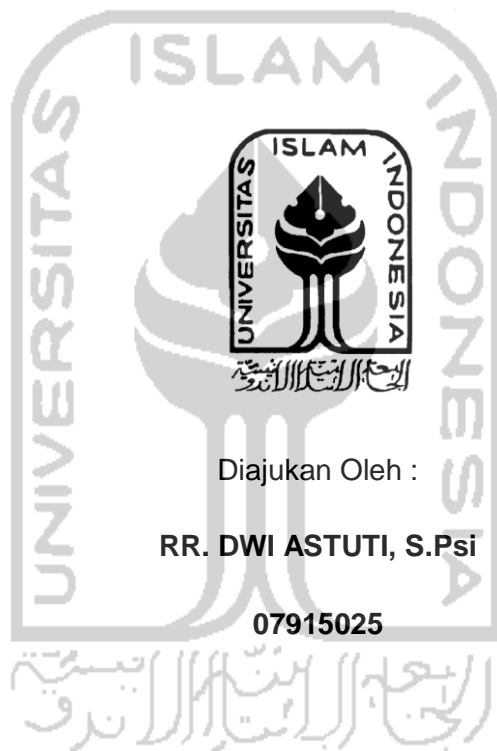 ISLAM
UNIVERSITAS
INDONESIA
ISLAM
UNIVERSITAS
INDONESIA
Diajukan Oleh :
RR. DWI ASTUTI, S.Psi
07915025